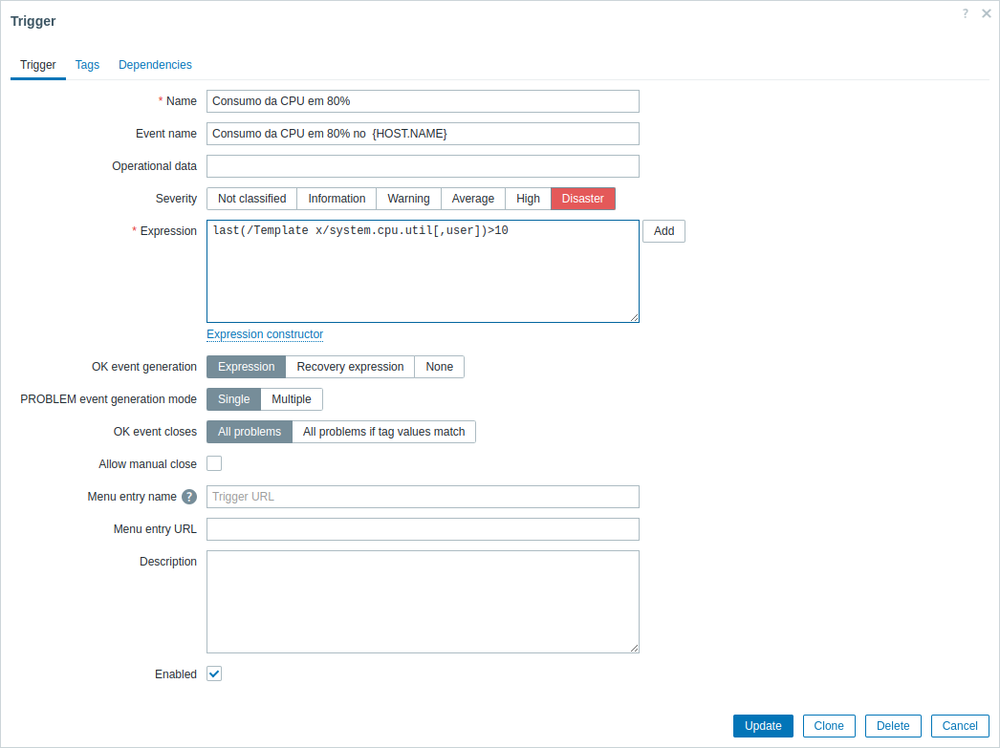 Trigger
? ×
Trigger Tags Dependencies
* Name Consumo da CPU em 80%
Event name Consumo da CPU em 80% no  {HOST.NAME}
Operational data
Severity Not classified Information Warning Average High Disaster
* Expression last(/Template x/system.cpu.util[,user])>10 Add
Expression constructor
OK event generation Expression Recovery expression None
PROBLEM event generation mode Single Multiple
OK event closes All problems All problems if tag values match
Allow manual close
Menu entry name ? Trigger URL
Menu entry URL
Description
Enabled
Update Clone Delete Cancel